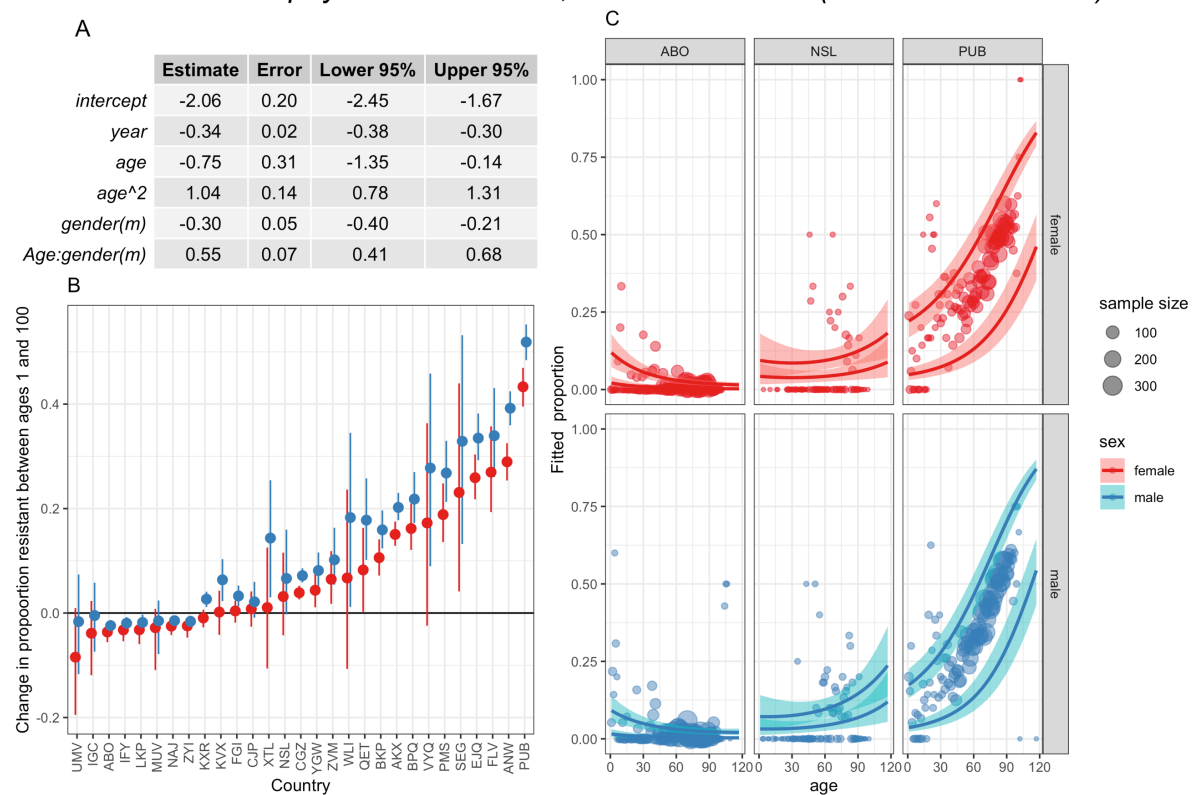 A
Estimate Error Lower 95% Upper 95%
intercept -2.06 0.20 -2.45 -1.67
year -0.34 0.02 -0.38 -0.30
age -0.75 0.31 -1.35 -0.14
age^2 1.04 0.14 0.78 1.31
gender(m) -0.30 0.05 -0.40 -0.21
Age:gender(m) 0.55 0.07 0.41 0.68
B
Change in proportion resistant between ages 1 and 100
0.4
0.2
0.0
-0.2
UMV IGC ABO IFY LKP MUV NAJ ZYI KXR KVX FGI CJP XTL NSL CGZ YGW ZVM WLI QET BKP AKX BPQ VYQ PMS SEG EJQ FLV ANW PUB
Country
C
ABO NSL PUB
Fitted proportion
1.00
0.75
0.50
0.25
0.00
female
1.00
0.75
0.50
0.25
0.00
male
0 30 60 90 120 0 30 60 90 120 0 30 60 90 120
age
sample size
100
200
300
sex
female
male